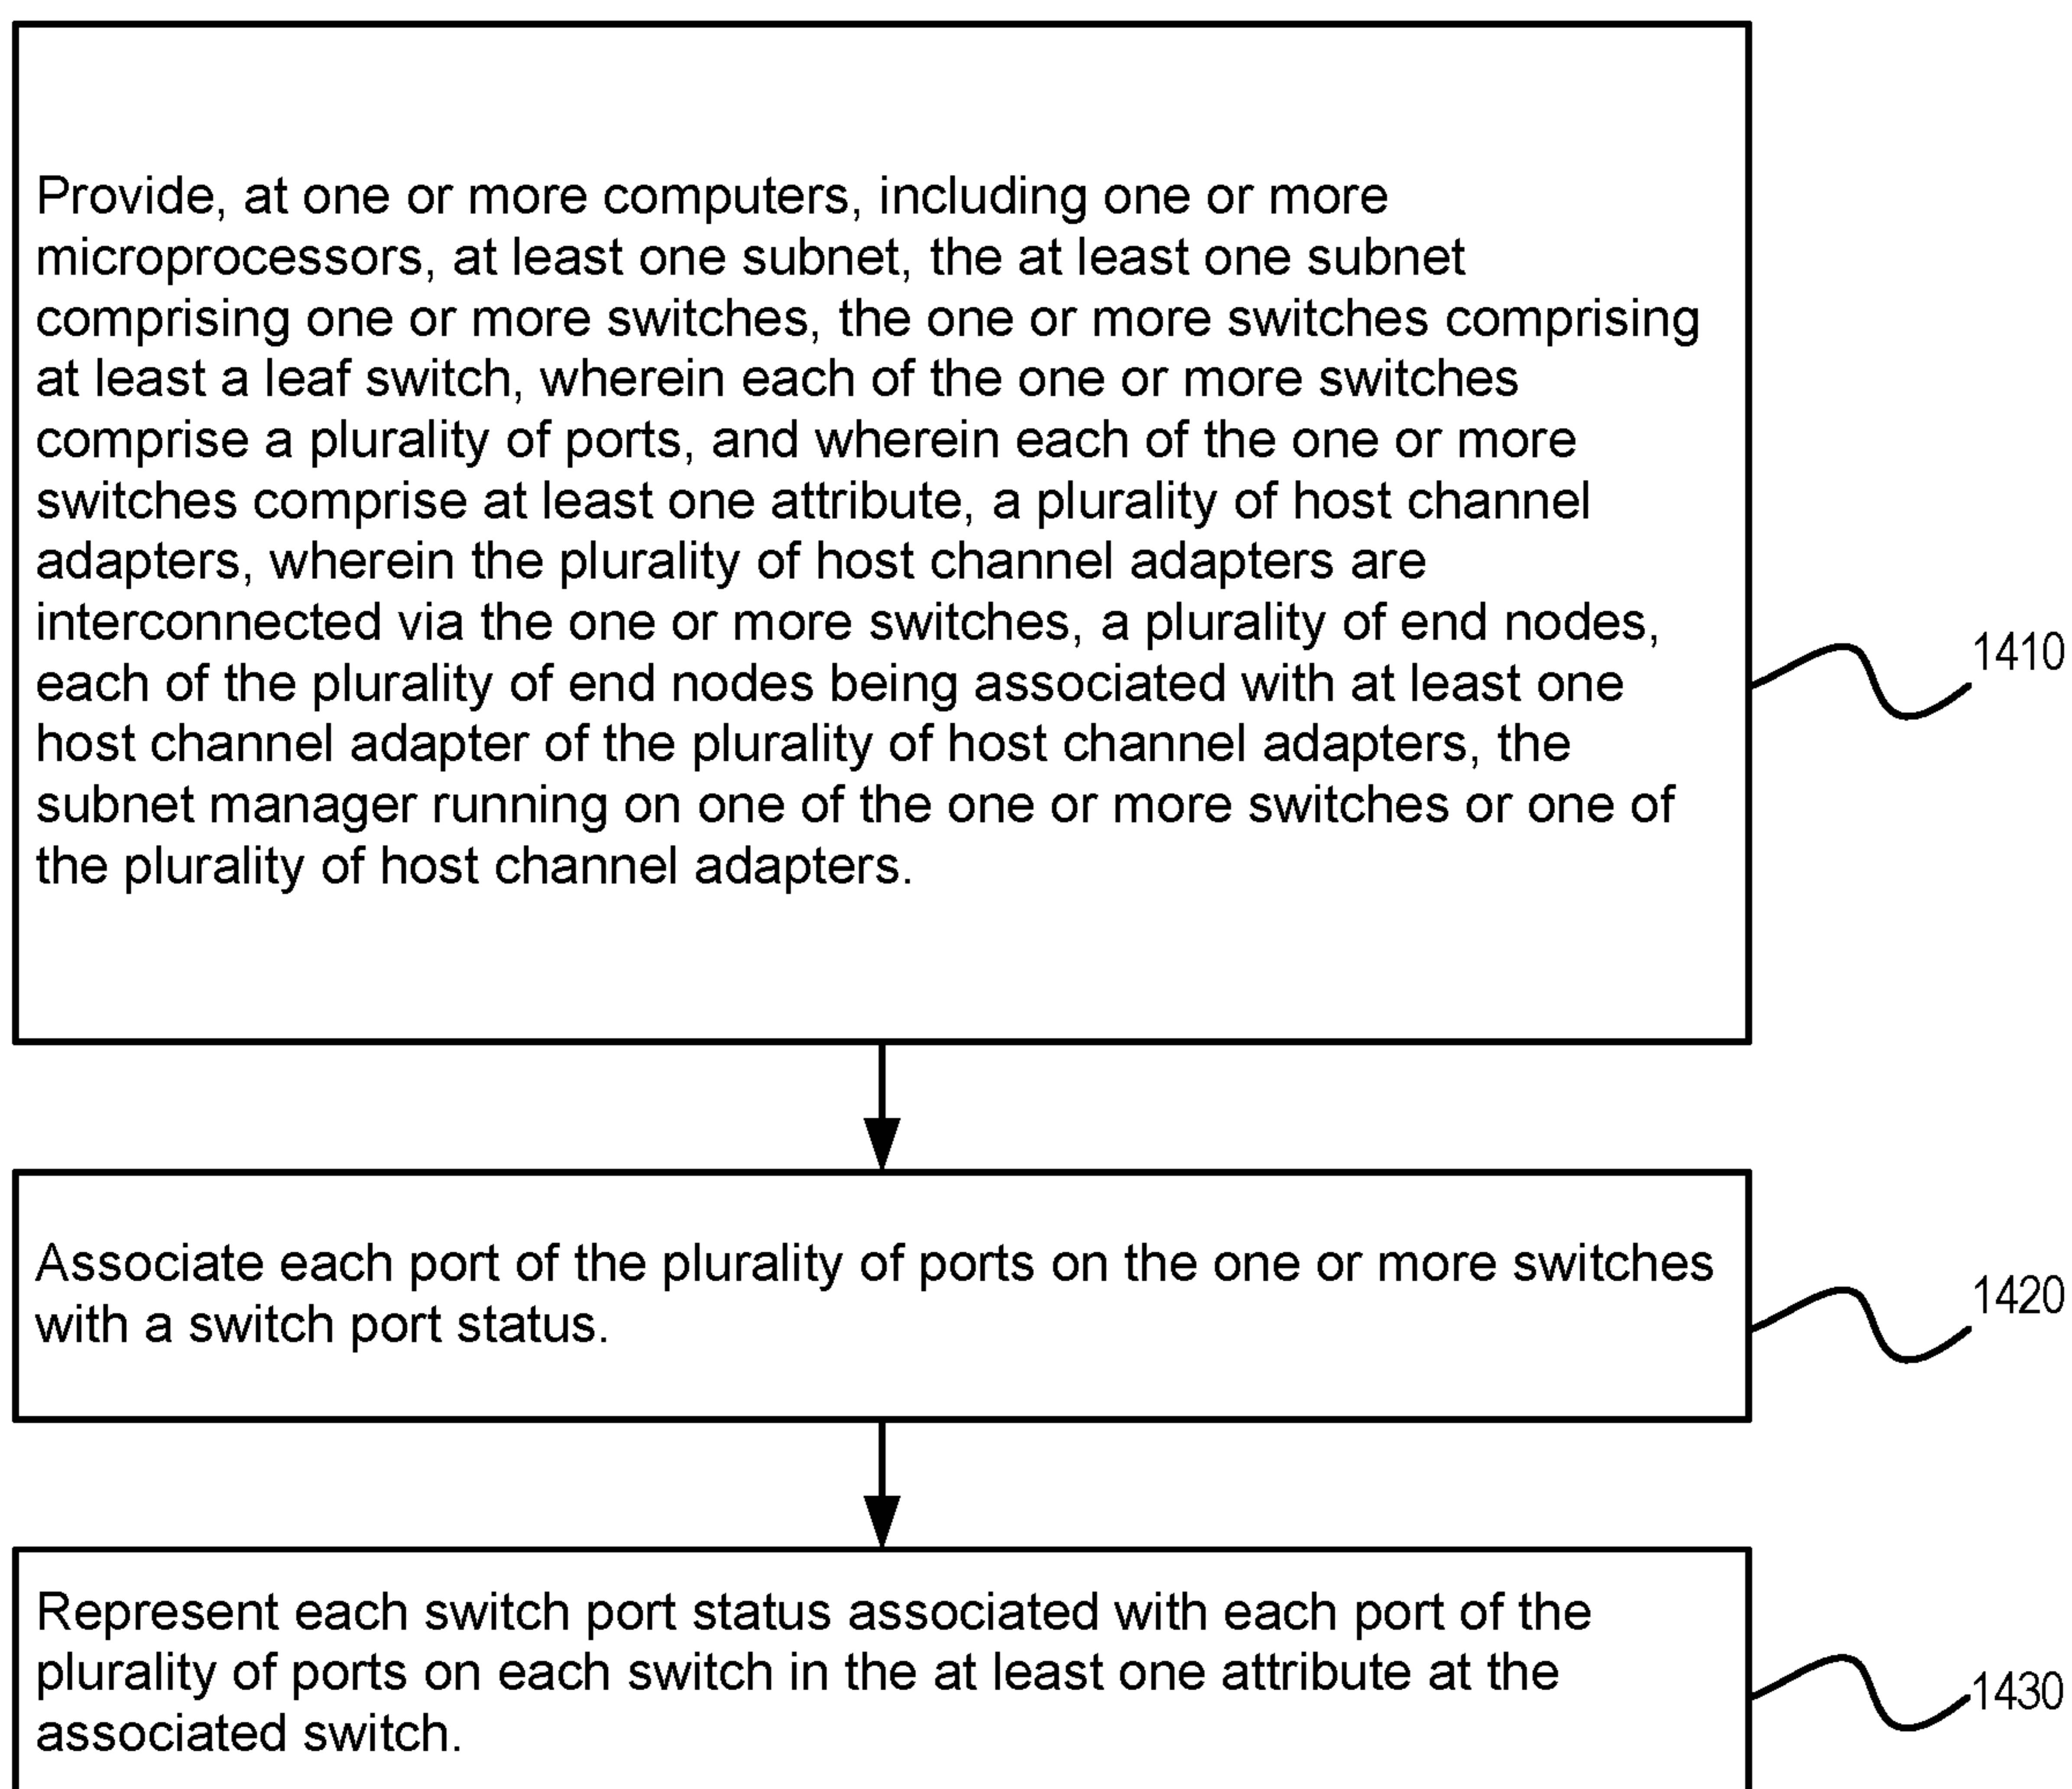 Provide, at one or more computers, including one or more
microprocessors, at least one subnet, the at least one subnet
comprising one or more switches, the one or more switches comprising
at least a leaf switch, wherein each of the one or more switches
comprise a plurality of ports, and wherein each of the one or more
switches comprise at least one attribute, a plurality of host channel
adapters, wherein the plurality of host channel adapters are
interconnected via the one or more switches, a plurality of end nodes,
each of the plurality of end nodes being associated with at least one
host channel adapter of the plurality of host channel adapters, the
subnet manager running on one of the one or more switches or one of
the plurality of host channel adapters.
1410
Associate each port of the plurality of ports on the one or more switches
with a switch port status.
1420
Represent each switch port status associated with each port of the
plurality of ports on each switch in the at least one attribute at the
associated switch.
1430